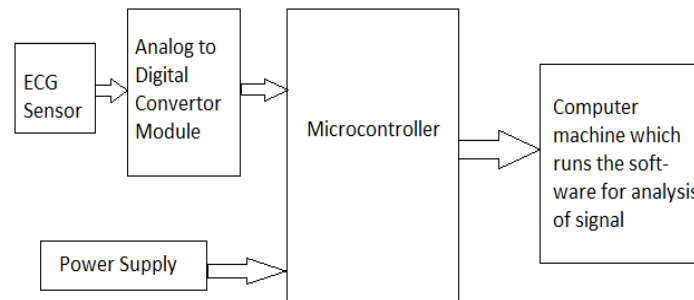 ECG
Sensor
Analog to
Digital
Convertor
Module
Microcontroller
Computer
machine which
runs the soft-
ware for analysis
of signal
Power Supply